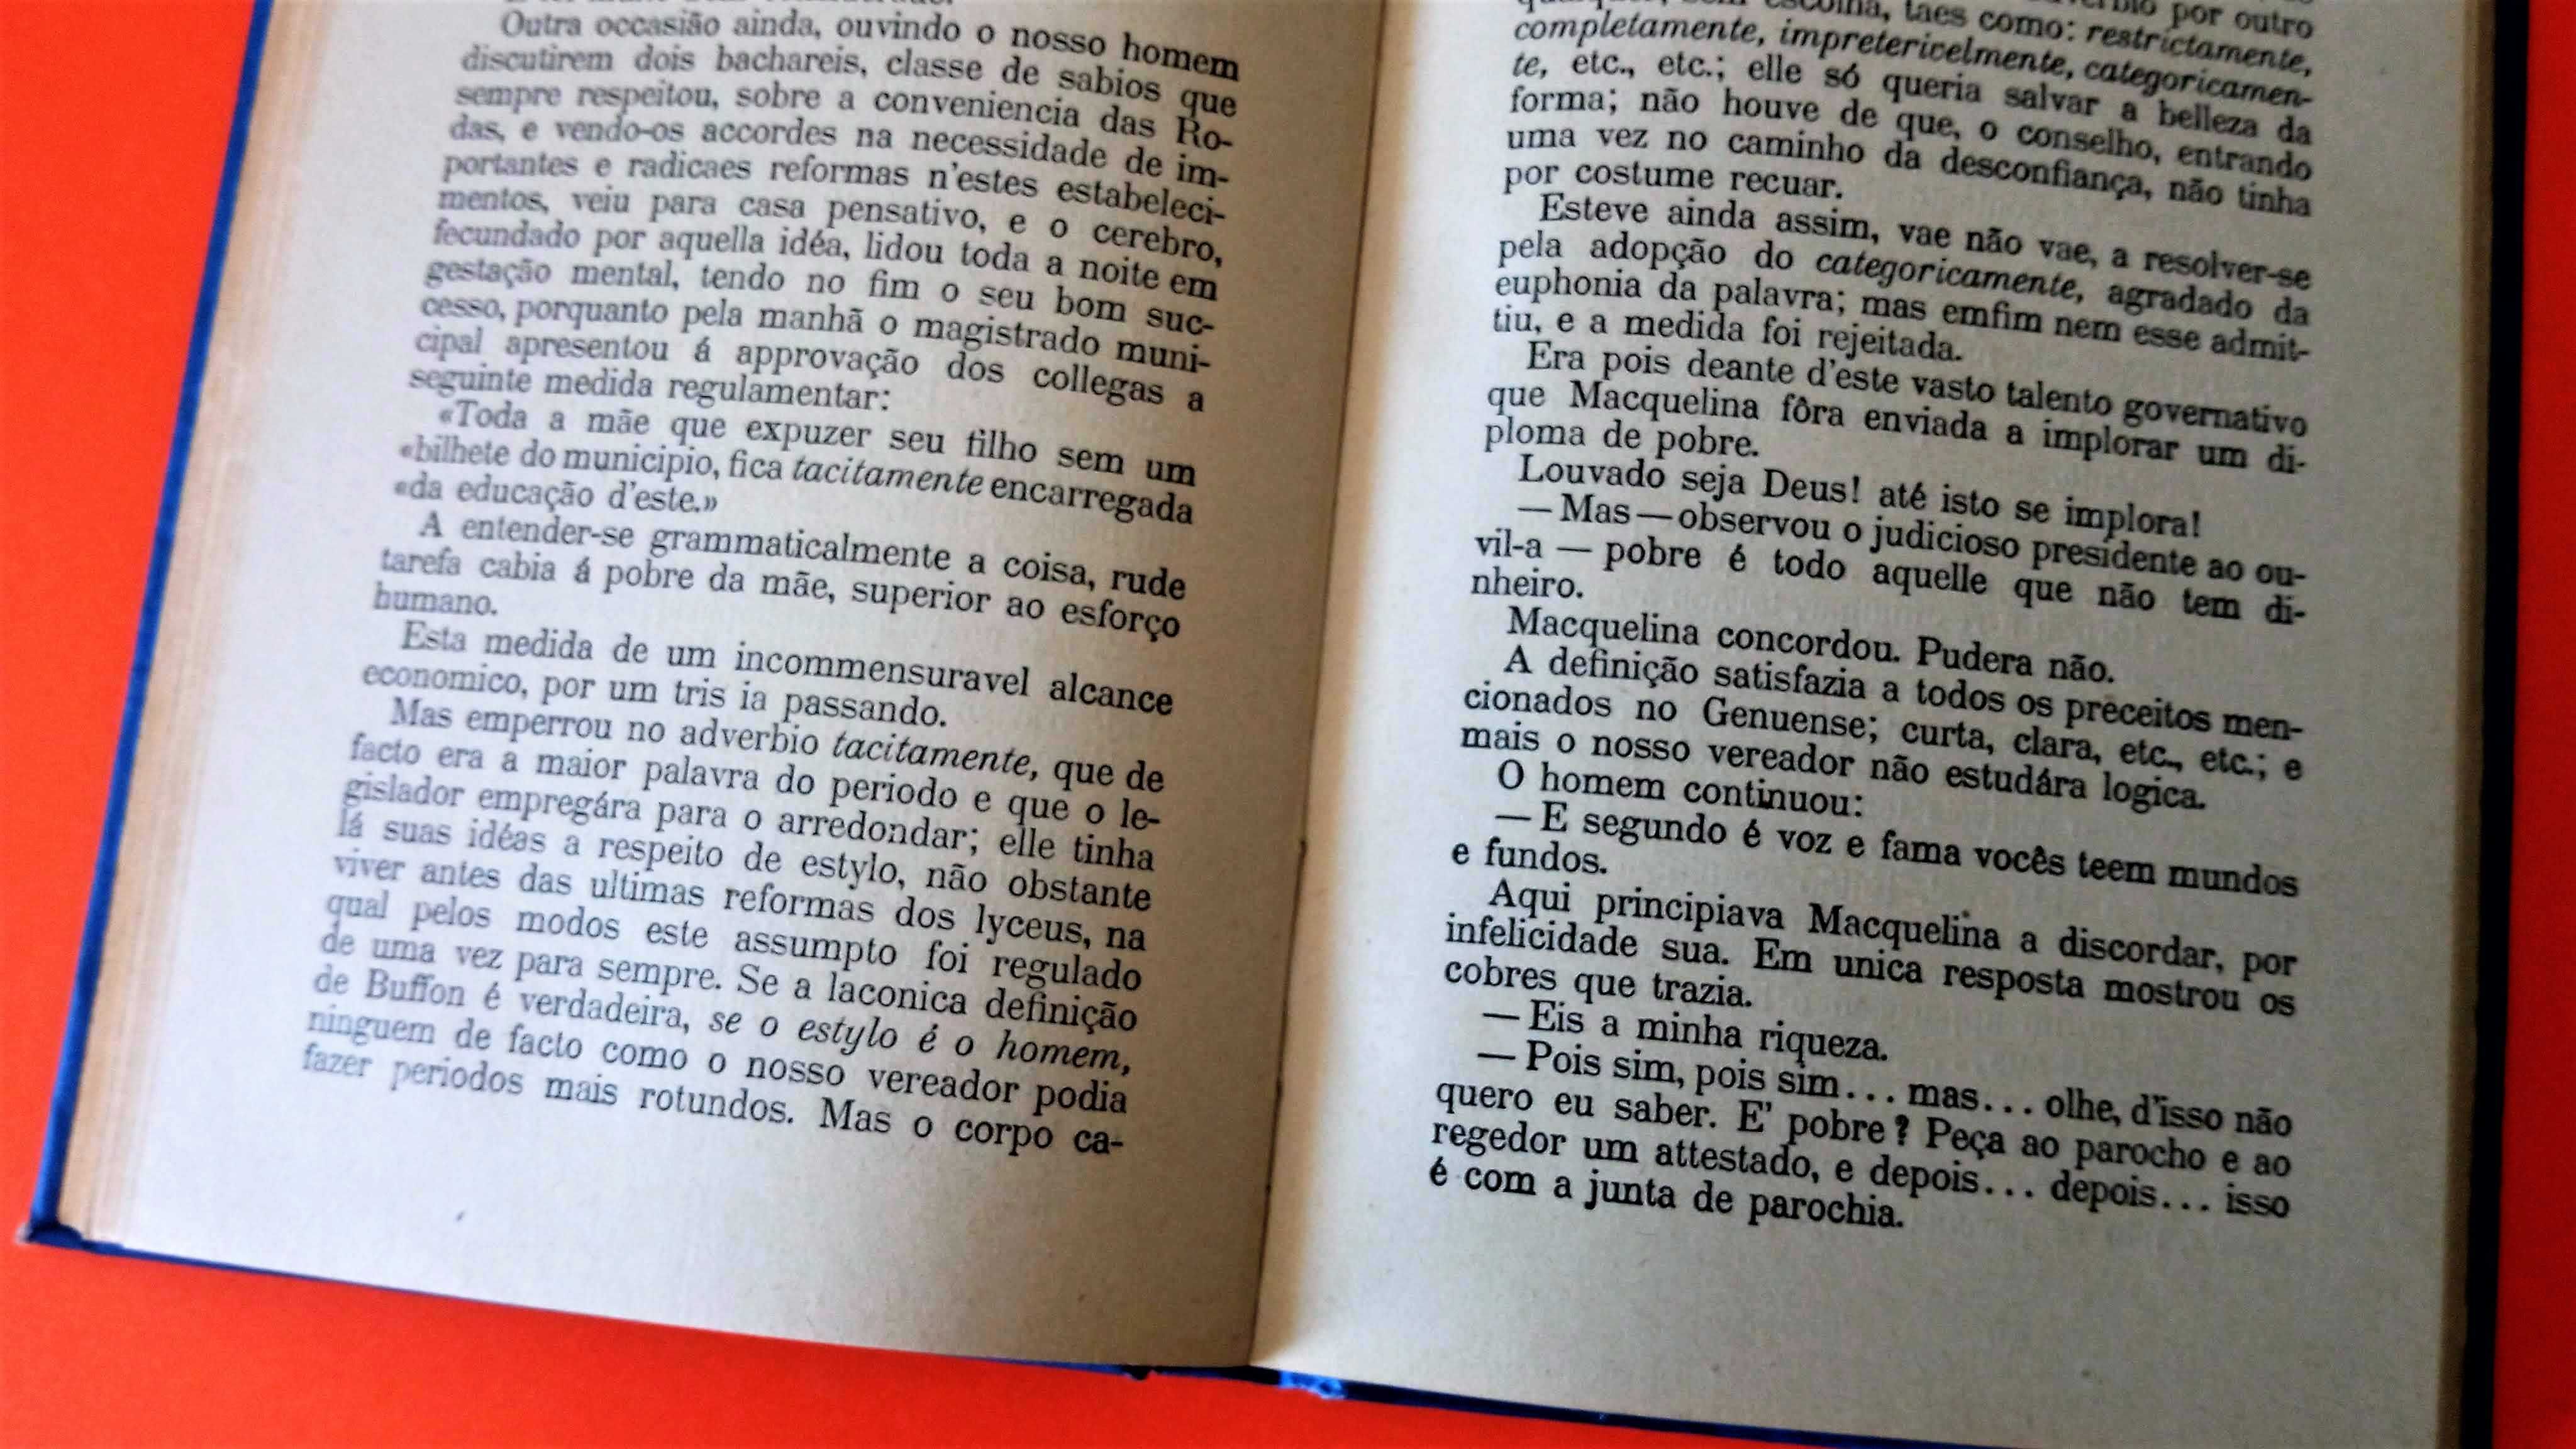 Outra occasião ainda, ouvindo o nosso homem
discutirem dois bachareis, classe de sabios que
sempre respeitou, sobre a conveniencia das Ro-
das, e vendo-os accordes na necessidade de im-
portantes e radicaes reformas n'estes estabeleci-
mentos, veiu para casa pensativo, e o cerebro,
fecundado por aquella idéa, lidou toda a noite em
gestação mental, tendo no fim o seu bom suc-
cesso, porquanto pela manhã o magistrado muni-
cipal apresentou á approvação dos collegas a
seguinte medida regulamentar:
«Toda a mãe que expuzer seu filho sem um
«bilhete do municipio, fica tacitamente encarregada
«da educação d'este.»
A entender-se grammaticalmente a coisa, rude
tarefa cabia á pobre da mãe, superior ao esforço
humano.
Esta medida de um incommensuravel alcance
economico, por um tris ia passando.
Mas emperrou no adverbio tacitamente, que de
facto era a maior palavra do periodo e que o le-
gislador empregára para o arredondar; elle tinha
lá suas idéas a respeito de estylo, não obstante
viver antes das ultimas reformas dos lyceus, na
qual pelos modos este assumpto foi regulado
de uma vez para sempre. Se a laconica definição
de Buffon é verdadeira, se o estylo é o homem,
ninguem de facto como o nosso vereador podia
fazer periodos mais rotundos. Mas o corpo ca-
por outro
escolha, taes como: restrictamente,
completamente, impreterivelmente, categoricamen-
te, etc., etc.; elle só queria salvar a belleza da
forma; não houve de que, o conselho, entrando
uma vez no caminho da desconfiança, não tinha
por costume recuar.
Esteve ainda assim, vae não vae, a resolver-se
pela adopção do categoricamente, agradado da
euphonia da palavra; mas emfim nem esse admit-
tiu, e a medida foi rejeitada.
Era pois deante d'este vasto talento governativo
que Macquelina fôra enviada a implorar um di-
ploma de pobre.
Louvado seja Deus! até isto se implora!
— Mas — observou o judicioso presidente ao ou-
vil-a — pobre é todo aquelle que não tem di-
nheiro.
Macquelina concordou. Pudera não.
A definição satisfazia a todos os preceitos men-
cionados no Genuense; curta, clara, etc., etc.; e
mais o nosso vereador não estudára logica.
O homem continuou:
— E segundo é voz e fama vocês teem mundos
e fundos.
Aqui principiava Macquelina a discordar, por
infelicidade sua. Em unica resposta mostrou os
cobres que trazia.
— Eis a minha riqueza.
— Pois sim, pois sim... mas... olhe, d'isso não
quero eu saber. E' pobre? Peça ao parocho e ao
regedor um attestado, e depois... depois... isso
é com a junta de parochia.